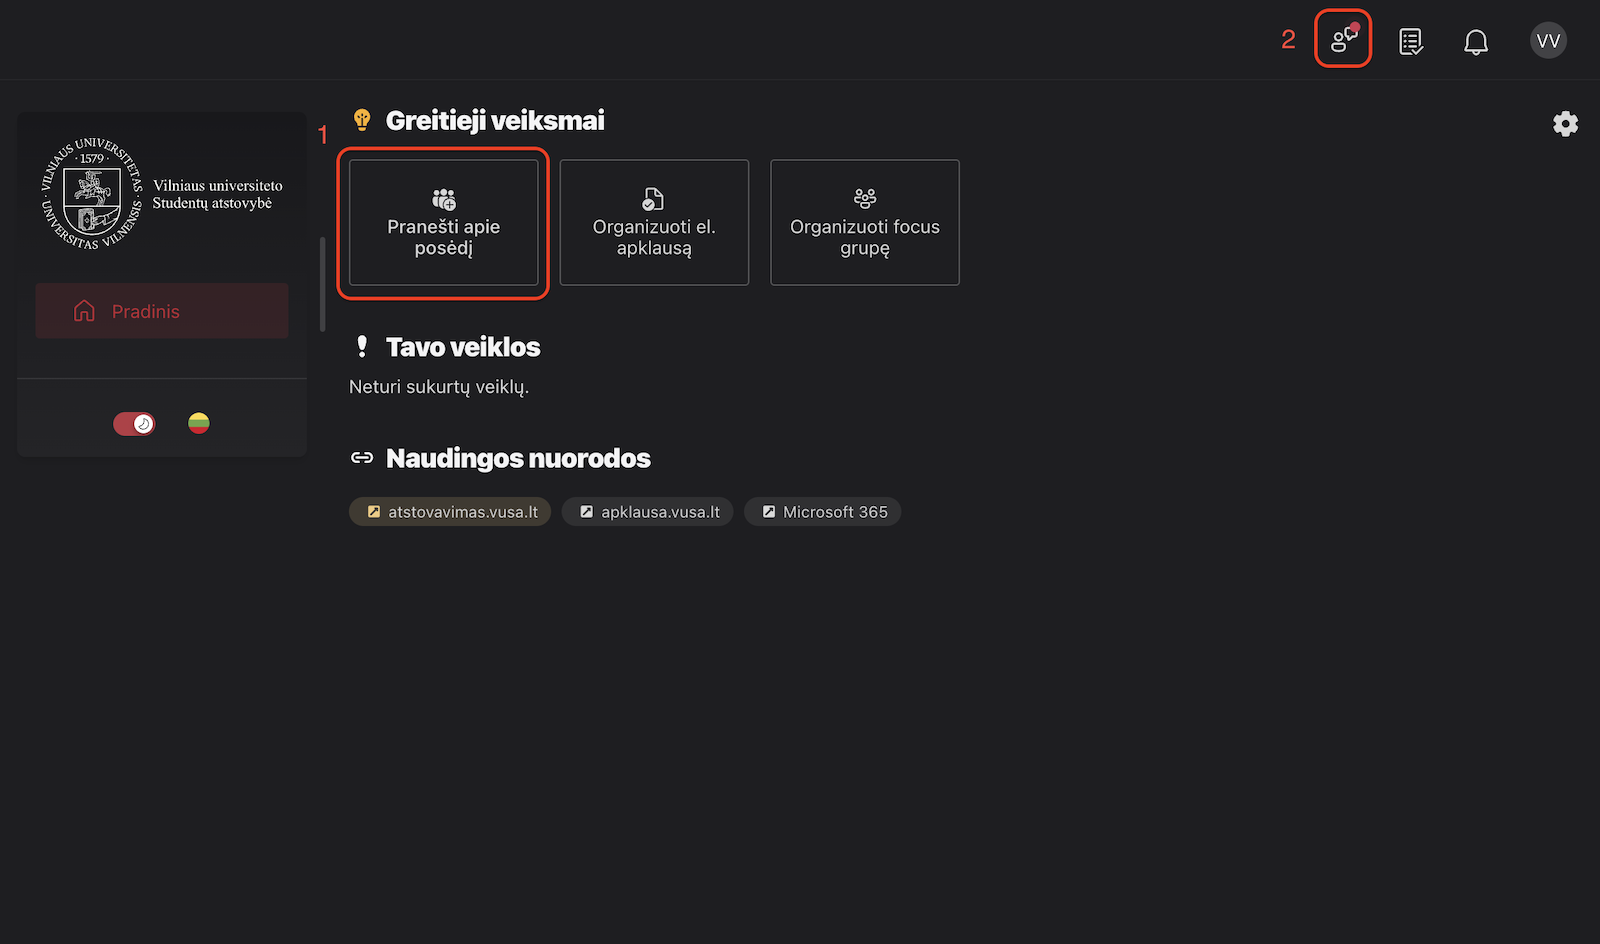 2
VV
VILNIAUS UNIVERSITETAS
· 1579 ·
UNIVERSITAS VILNENSIS
Vilniaus universiteto
Studentų atstovybė
Pradinis
1
Greitieji veiksmai
Pranešti apie
posėdį
Organizuoti el.
apklausą
Organizuoti focus
grupę
Tavo veiklos
Neturi sukurtų veiklų.
Naudingos nuorodos
atstovavimas.vusa.lt
apklausa.vusa.lt
Microsoft 365